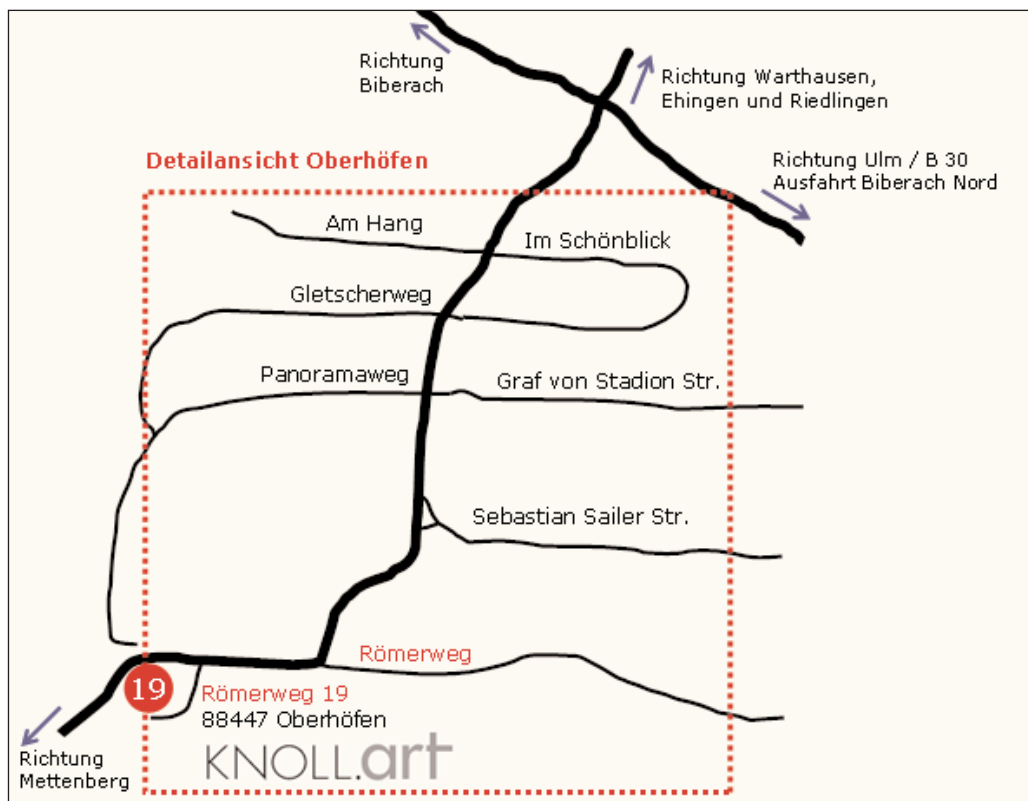 Richtung
Biberach
Richtung Warthausen,
Ehingen und Riedlingen
Detailansicht Oberhöfen
Richtung Ulm / B 30
Ausfahrt Biberach Nord
Am Hang
Im Schönblick
Gletscherweg
Panoramaweg
Graf von Stadion Str.
Sebastian Sailer Str.
Römerweg
19
Römerweg 19
88447 Oberhöfen
KNOLL.art
Richtung
Mettenberg